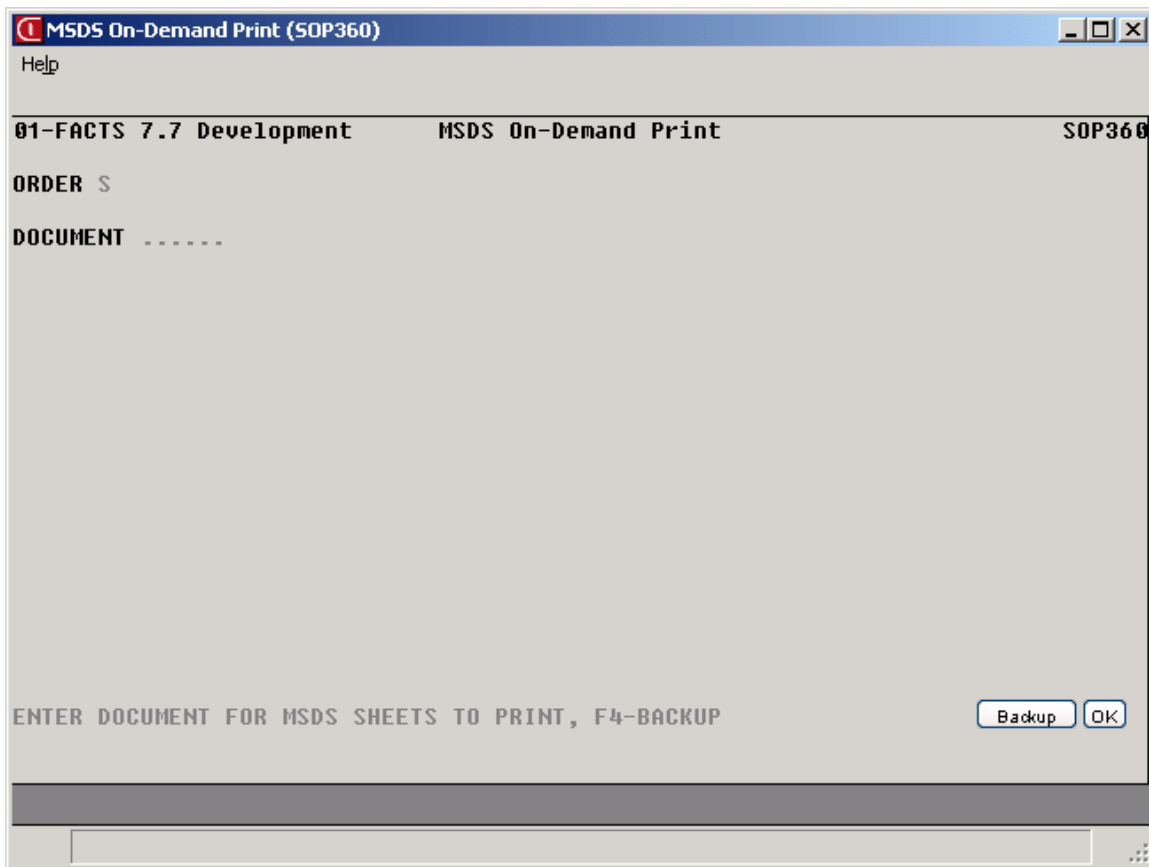 MSDS On-Demand Print (SOP360)
Help
01-FACTS 7.7 Development MSDS On-Demand Print SOP360
ORDER S
DOCUMENT ......
ENTER DOCUMENT FOR MSDS SHEETS TO PRINT, F4-BACKUP Backup OK